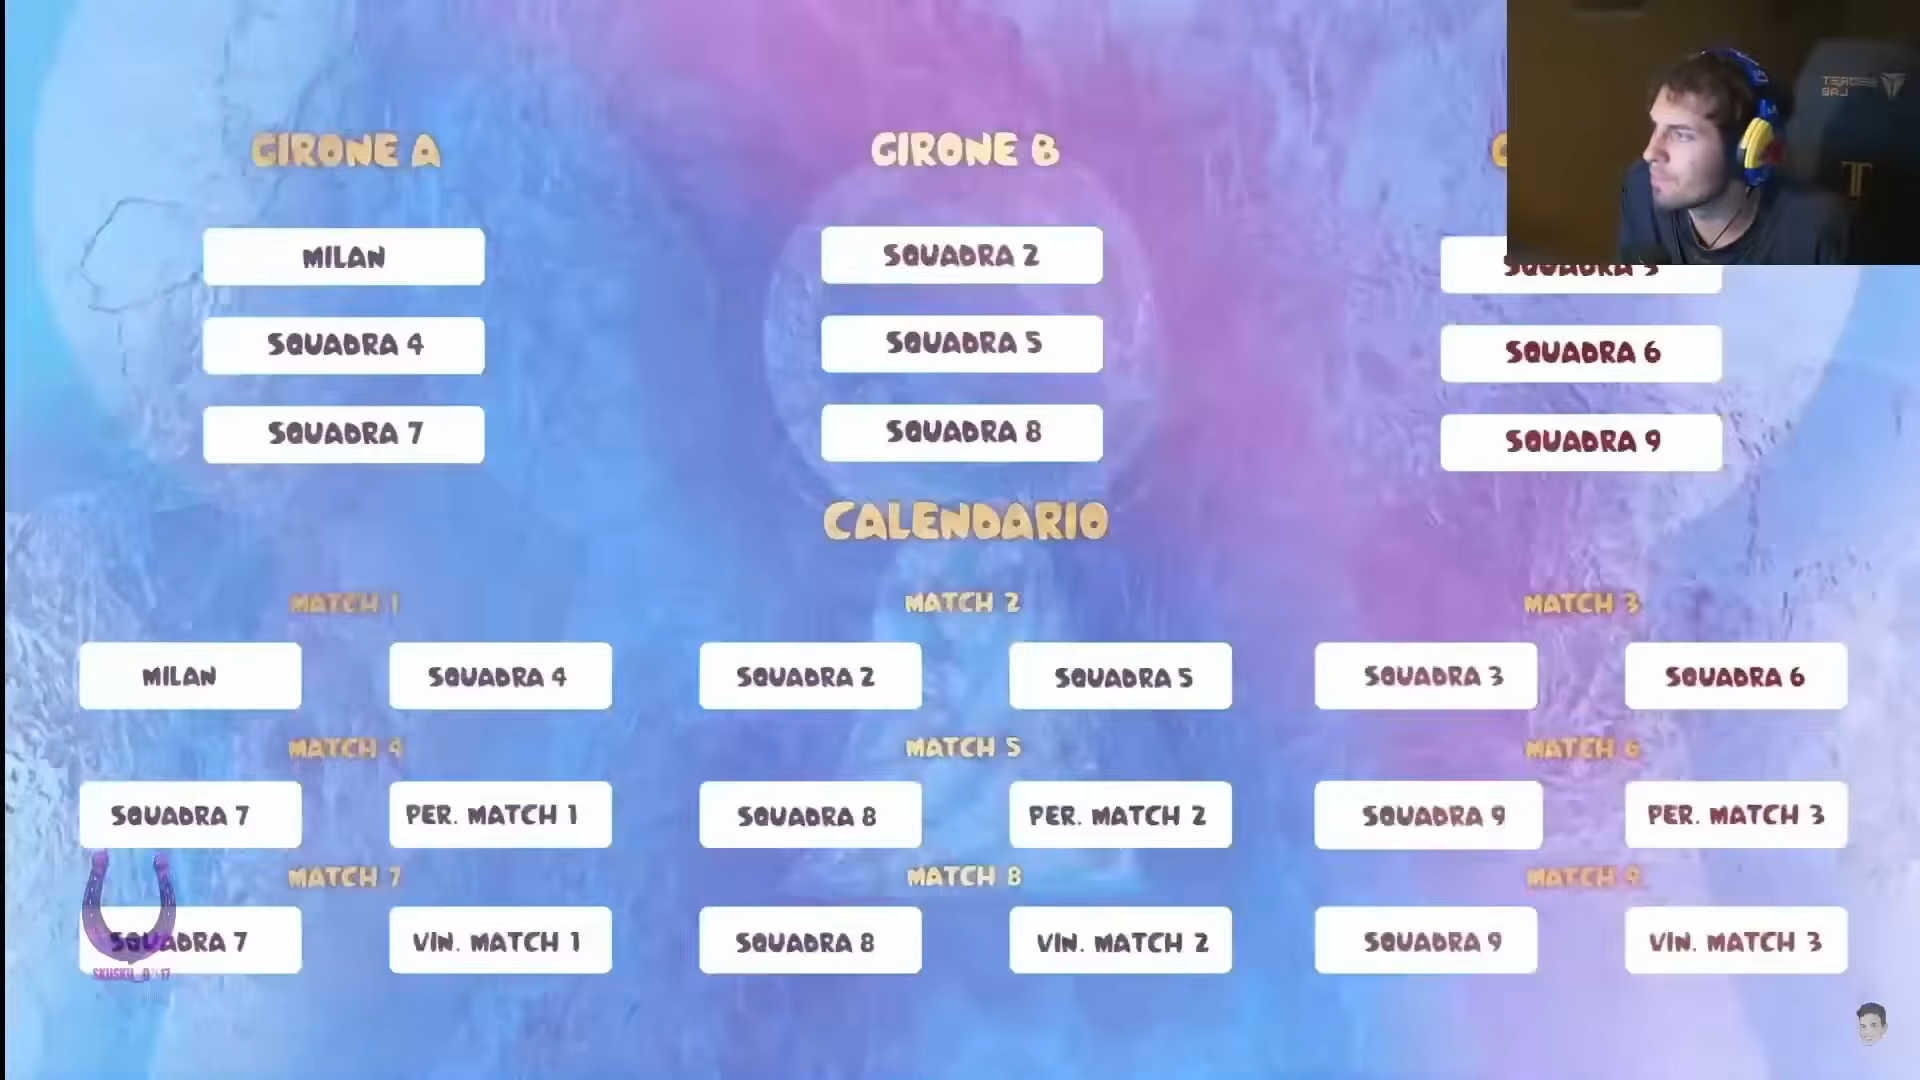 GIRONE A
GIRONE B
MILAN
SQUADRA 2
SQUADRA 4
SQUADRA 5
SQUADRA 6
SQUADRA 7
SQUADRA 8
SQUADRA 9
CALENDARIO
MATCH 1
MATCH 2
MATCH 3
MILAN
SQUADRA 4
SQUADRA 2
SQUADRA 5
SQUADRA 3
SQUADRA 6
MATCH 4
MATCH 5
MATCH 6
SQUADRA 7
PER. MATCH 1
SQUADRA 8
PER. MATCH 2
SQUADRA 9
PER. MATCH 3
MATCH 7
MATCH 8
MATCH 9
SQUADRA 7
VIN. MATCH 1
SQUADRA 8
VIN. MATCH 2
SQUADRA 9
VIN. MATCH 3